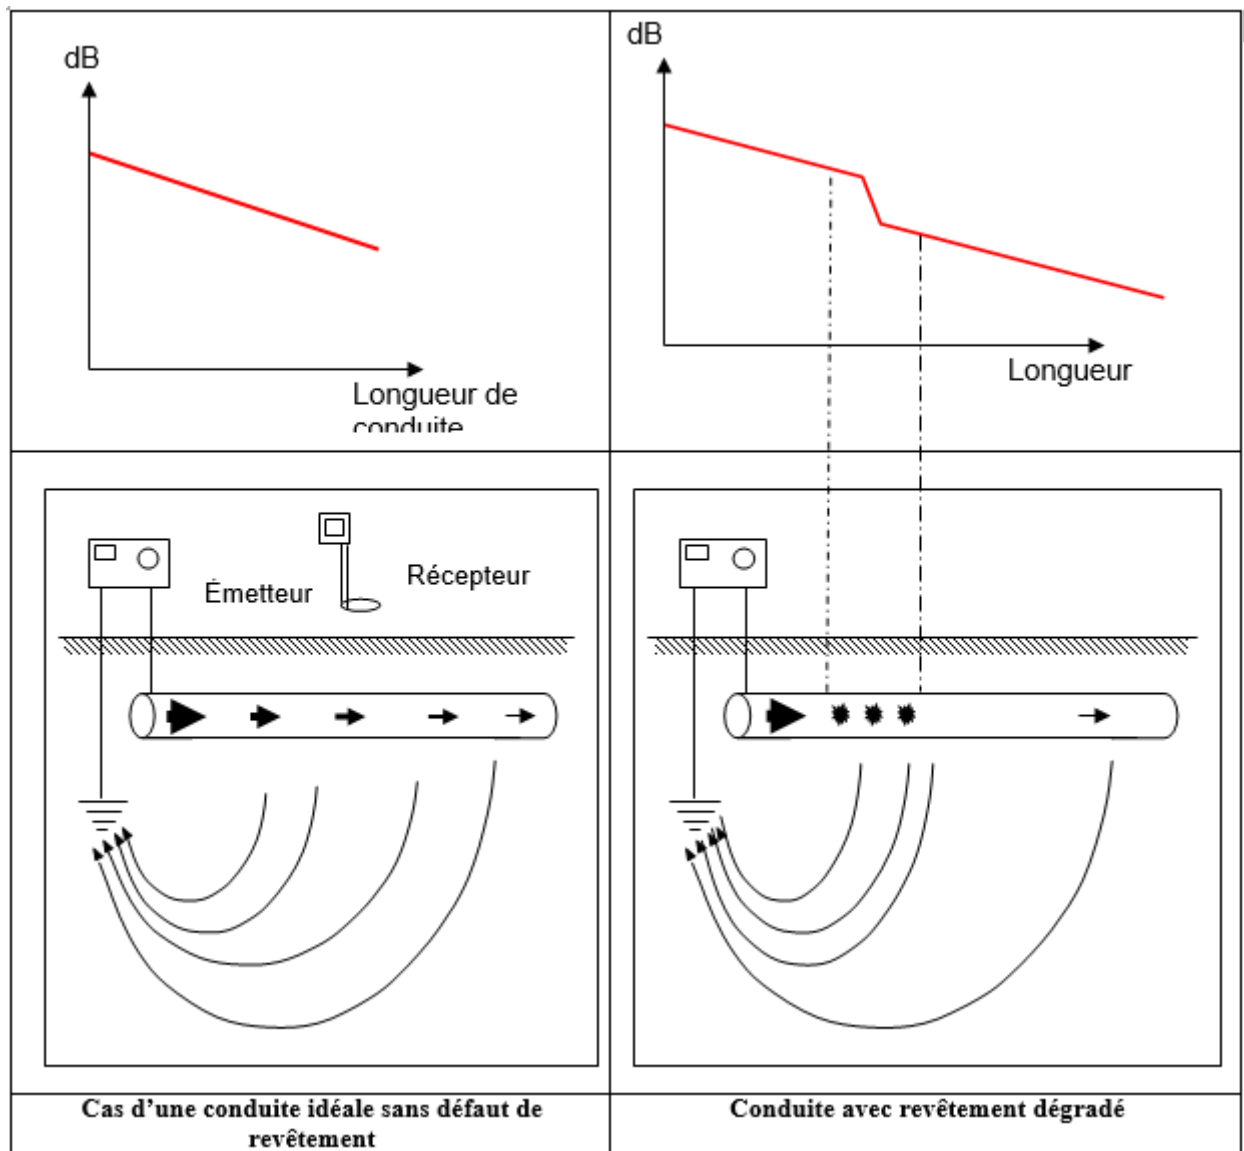 dB
Longueur de
conduite
dB
Longueur
Émetteur
Récepteur
Cas d’une conduite idéale sans défaut de
revêtement
Conduite avec revêtement dégradé